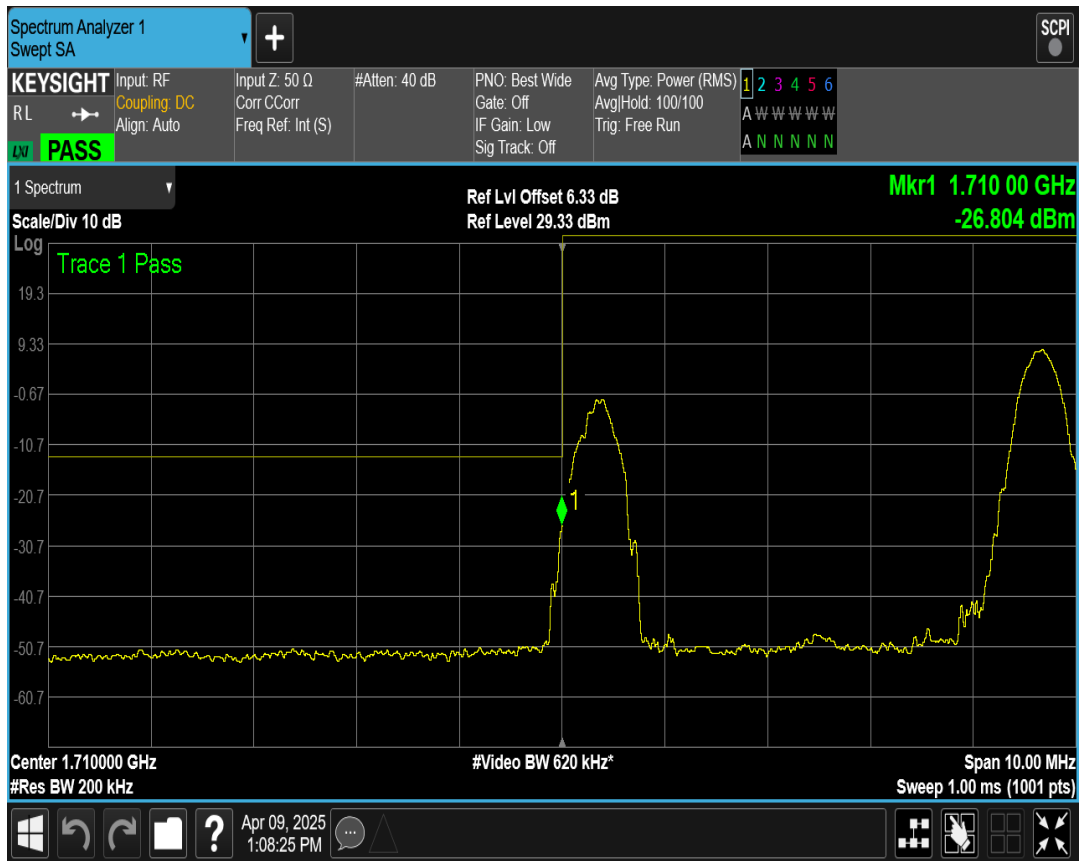 Spectrum Analyzer 1
Swept SA
+
SCPI
KEYSIGHT
RL
LXI
PASS
Input: RF
Coupling: DC
Align: Auto
Input Z: 50 Ω
Corr CCorr
Freq Ref: Int (S)
#Atten: 40 dB
PNO: Best Wide
Gate: Off
IF Gain: Low
Sig Track: Off
Avg Type: Power (RMS)
Avg|Hold: 100/100
Trig: Free Run
1 2 3 4 5 6
A W W W W W
A N N N N N
1 Spectrum
Scale/Div 10 dB
Ref Lvl Offset 6.33 dB
Ref Level 29.33 dBm
Mkr1 1.710 00 GHz
-26.804 dBm
Log
Trace 1 Pass
19.3
9.33
-0.67
-10.7
-20.7
-30.7
-40.7
-50.7
-60.7
1
Center 1.710000 GHz
#Res BW 200 kHz
#Video BW 620 kHz*
Span 10.00 MHz
Sweep 1.00 ms (1001 pts)
?
Apr 09, 2025
1:08:25 PM